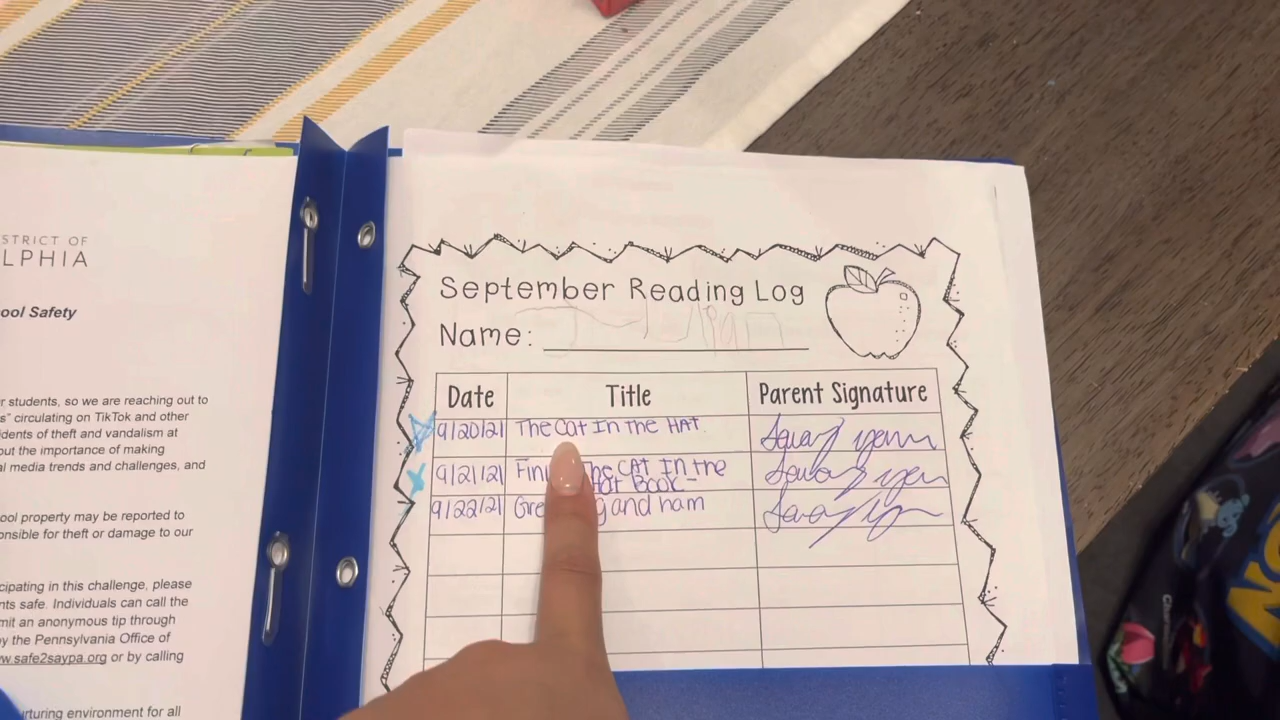 STRICT OF
LPHIA
ool Safety
r students, so we are reaching out to
s" circulating on TikTok and other
dents of theft and vandalism at
out the importance of making
al media trends and challenges, and
ool property may be reported to
onsible for theft or damage to our
cipating in this challenge, please
nts safe. Individuals can call the
mit an anonymous tip through
y the Pennsylvania Office of
w.safe2saypa.org or by calling
rturing environment for all
September Reading Log
Name:
Date Title Parent Signature
9/20/21 The Cat In the HAT
9/21/21 Fini The CAT In the
Hat Book-
9/22/21 Gre g and ham